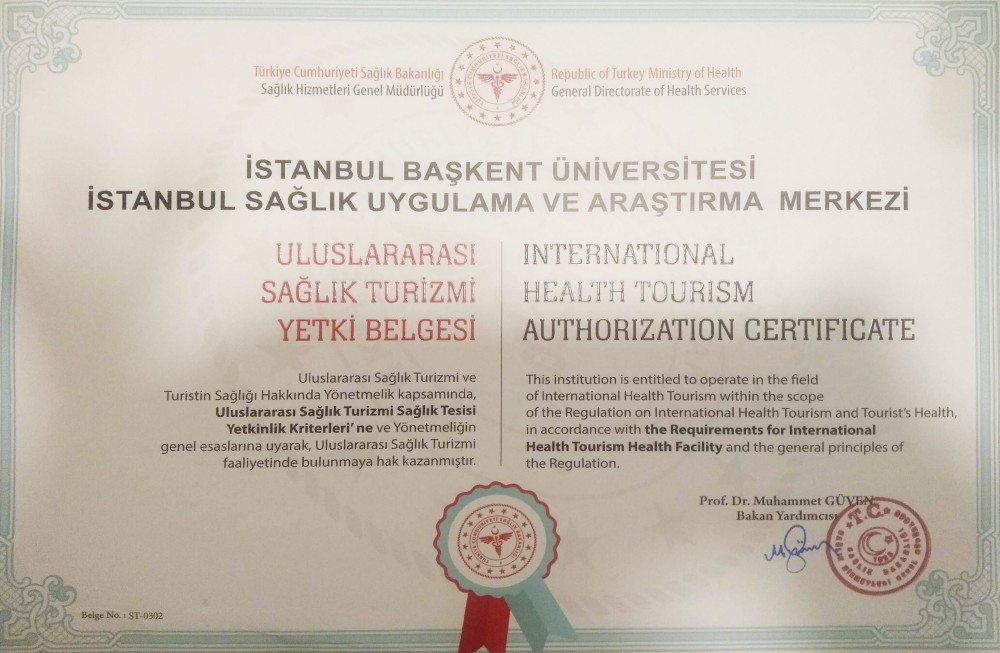 Türkiye Cumhuriyeti Sağlık Bakanlığı
Sağlık Hizmetleri Genel Müdürlüğü
Republic of Turkey Ministry of Health
General Directorate of Health Services
İSTANBUL BAŞKENT ÜNİVERSİTESİ
İSTANBUL SAĞLIK UYGULAMA VE ARAŞTIRMA MERKEZİ
ULUSLARARASI
SAĞLIK TURİZMİ
YETKİ BELGESİ
INTERNATIONAL
HEALTH TOURISM
AUTHORIZATION CERTIFICATE
Uluslararası Sağlık Turizmi ve
Turistin Sağlığı Hakkında Yönetmelik kapsamında,
Uluslararası Sağlık Turizmi Sağlık Tesisi
Yetkinlik Kriterleri' ne ve Yönetmeliğin
genel esaslarına uyarak, Uluslararası Sağlık Turizmi
faaliyetinde bulunmaya hak kazanmıştır.
This institution is entitled to operate in the field
of International Health Tourism within the scope
of the Regulation on International Health Tourism and Tourist's Health,
in accordance with the Requirements for International
Health Tourism Health Facility and the general principles of
the Regulation.
Prof. Dr. Muhammet GÜVEN
Bakan Yardımcısı
T.C.
1923
Belge No. : ST-0302